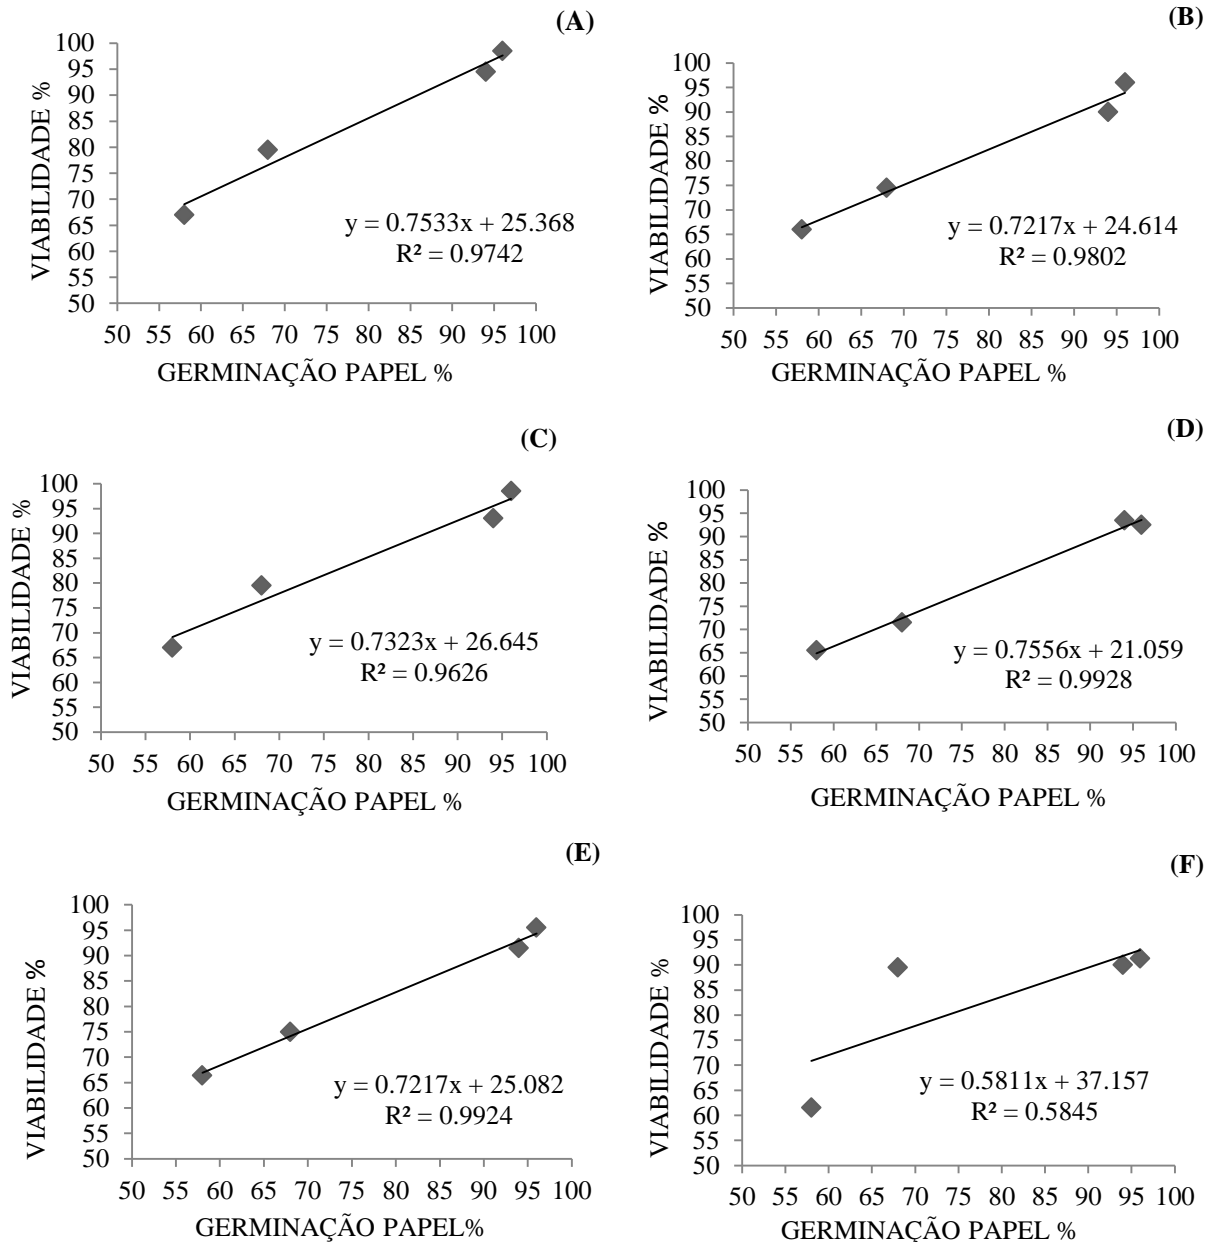 (A)
VIABILIDADE %
100
95
90
85
80
75
70
65
60
55
50
y = 0.7533x + 25.368
R² = 0.9742
50 55 60 65 70 75 80 85 90 95 100
GERMINAÇÃO PAPEL %
(B)
VIABILIDADE %
100
95
90
85
80
75
70
65
60
55
50
y = 0.7217x + 24.614
R² = 0.9802
50 55 60 65 70 75 80 85 90 95 100
GERMINAÇÃO PAPEL %
(C)
VIABILIDADE %
100
95
90
85
80
75
70
65
60
55
50
y = 0.7323x + 26.645
R² = 0.9626
50 55 60 65 70 75 80 85 90 95 100
GERMINAÇÃO PAPEL %
(D)
VIABILIDADE %
100
95
90
85
80
75
70
65
60
55
50
y = 0.7556x + 21.059
R² = 0.9928
50 55 60 65 70 75 80 85 90 95 100
GERMINAÇÃO PAPEL %
(E)
VIABILIDADE %
100
95
90
85
80
75
70
65
60
55
50
y = 0.7217x + 25.082
R² = 0.9924
50 55 60 65 70 75 80 85 90 95 100
GERMINAÇÃO PAPEL%
(F)
VIABILIDADE %
100
95
90
85
80
75
70
65
60
55
50
y = 0.5811x + 37.157
R² = 0.5845
50 55 60 65 70 75 80 85 90 95 100
GERMINAÇÃO PAPEL %